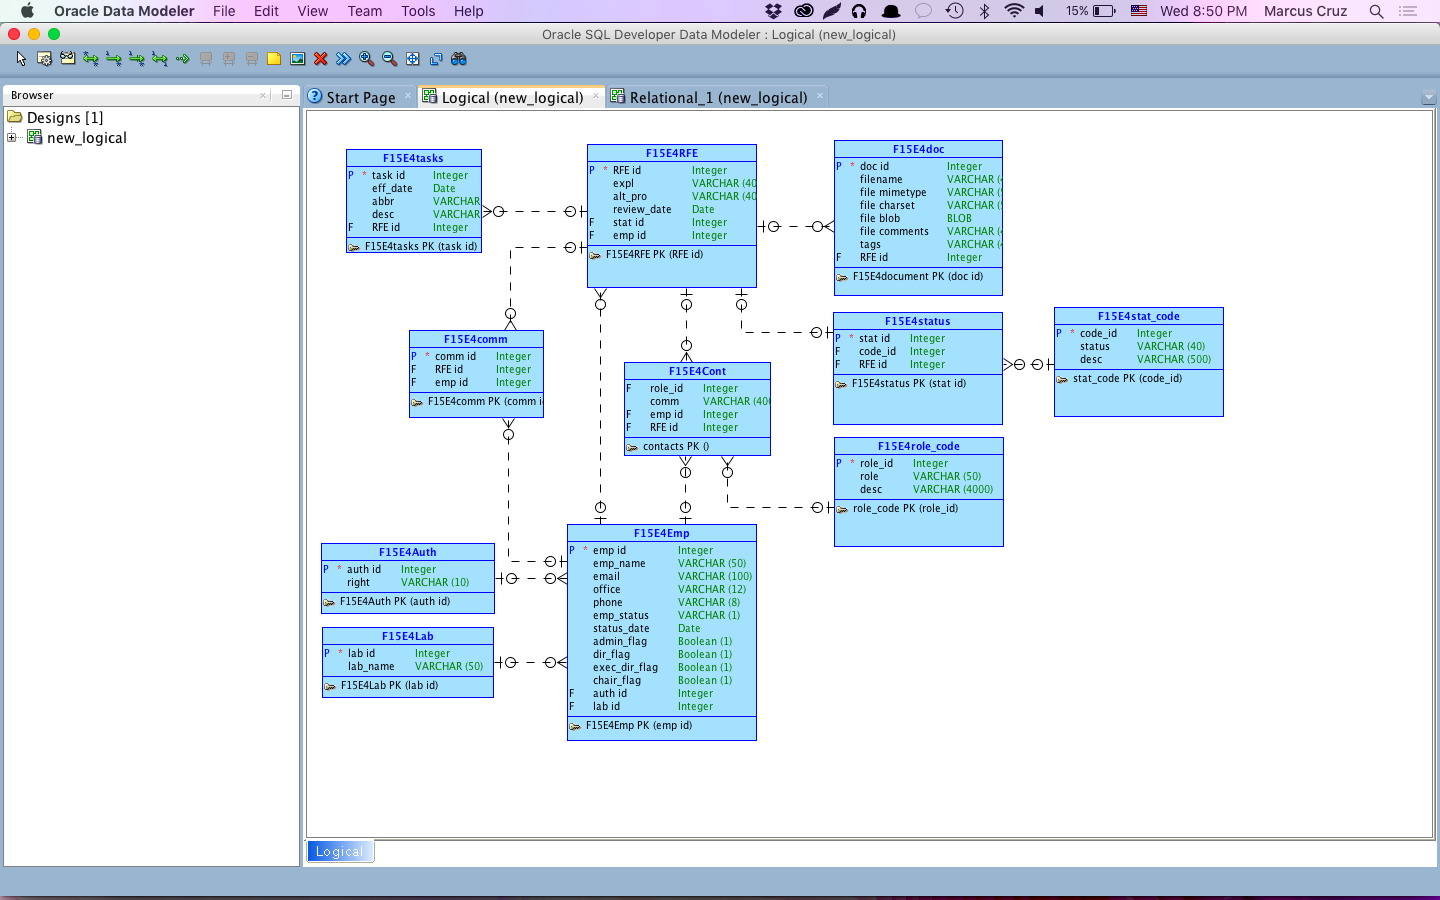 Oracle Data Modeler File Edit View Team Tools Help 15% Wed 8:50 PM Marcus Cruz
Oracle SQL Developer Data Modeler : Logical (new_logical)
Browser
Designs [1]
new_logical
Start Page
Logical (new_logical)
Relational_1 (new_logical)
F15E4tasks
P * task id Integer
eff_date Date
abbr VARCHAR
desc VARCHAR
F RFE id Integer
F15E4tasks PK (task id)
F15E4RFE
P * RFE id Integer
expl VARCHAR (40
alt_pro VARCHAR (40
review_date Date
F stat id Integer
F emp id Integer
F15E4RFE PK (RFE id)
F15E4doc
P * doc id Integer
filename VARCHAR (
file mimetype VARCHAR (
file charset VARCHAR (
file blob BLOB
file comments VARCHAR (
tags VARCHAR (
F RFE id Integer
F15E4document PK (doc id)
F15E4comm
P * comm id Integer
F RFE id Integer
F emp id Integer
F15E4comm PK (comm i
F15E4Cont
F role_id Integer
comm VARCHAR (40
F emp id Integer
F RFE id Integer
contacts PK ()
F15E4status
P * stat id Integer
F code_id Integer
F RFE id Integer
F15E4status PK (stat id)
F15E4stat_code
P * code_id Integer
status VARCHAR (40)
desc VARCHAR (500)
stat_code PK (code_id)
F15E4role_code
P * role_id Integer
role VARCHAR (50)
desc VARCHAR (4000)
role_code PK (role_id)
F15E4Auth
P * auth id Integer
right VARCHAR (10)
F15E4Auth PK (auth id)
F15E4Lab
P * lab id Integer
lab_name VARCHAR (50)
F15E4Lab PK (lab id)
F15E4Emp
P * emp id Integer
emp_name VARCHAR (50)
email VARCHAR (100)
office VARCHAR (12)
phone VARCHAR (8)
emp_status VARCHAR (1)
status_date Date
admin_flag Boolean (1)
dir_flag Boolean (1)
exec_dir_flag Boolean (1)
chair_flag Boolean (1)
F auth id Integer
F lab id Integer
F15E4Emp PK (emp id)
Logical